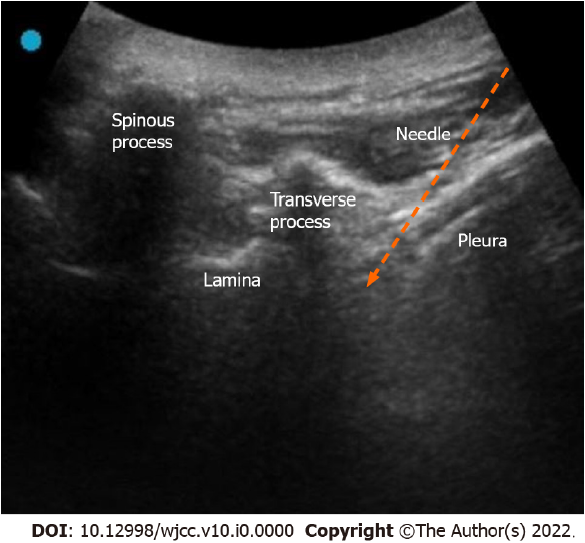 Spinous
process
Needle
Transverse
process
Pleura
Lamina
DOI: 10.12998/wjcc.v10.i0.0000 Copyright ©The Author(s) 2022.